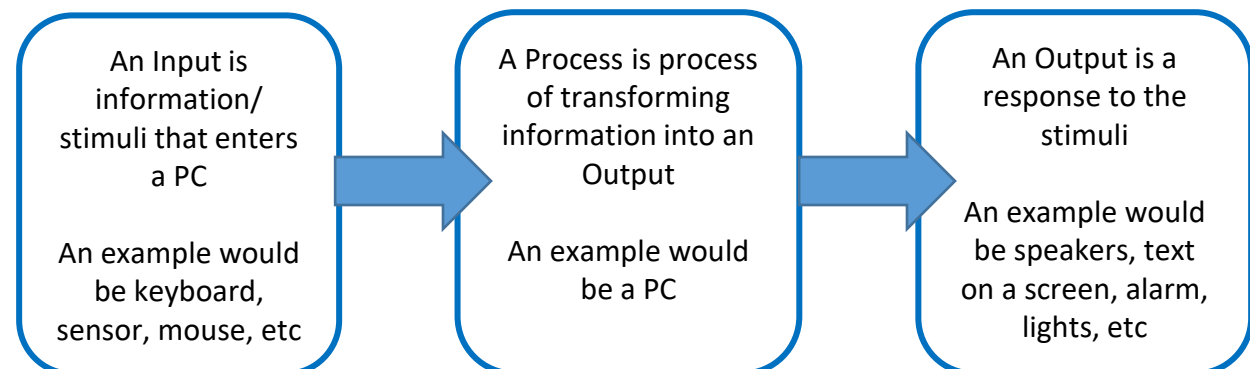 An Input is
information/
stimuli that enters
a PC
An example would
be keyboard,
sensor, mouse, etc
A Process is process
of transforming
information into an
Output
An example would
be a PC
An Output is a
response to the
stimuli
An example would
be speakers, text
on a screen, alarm,
lights, etc